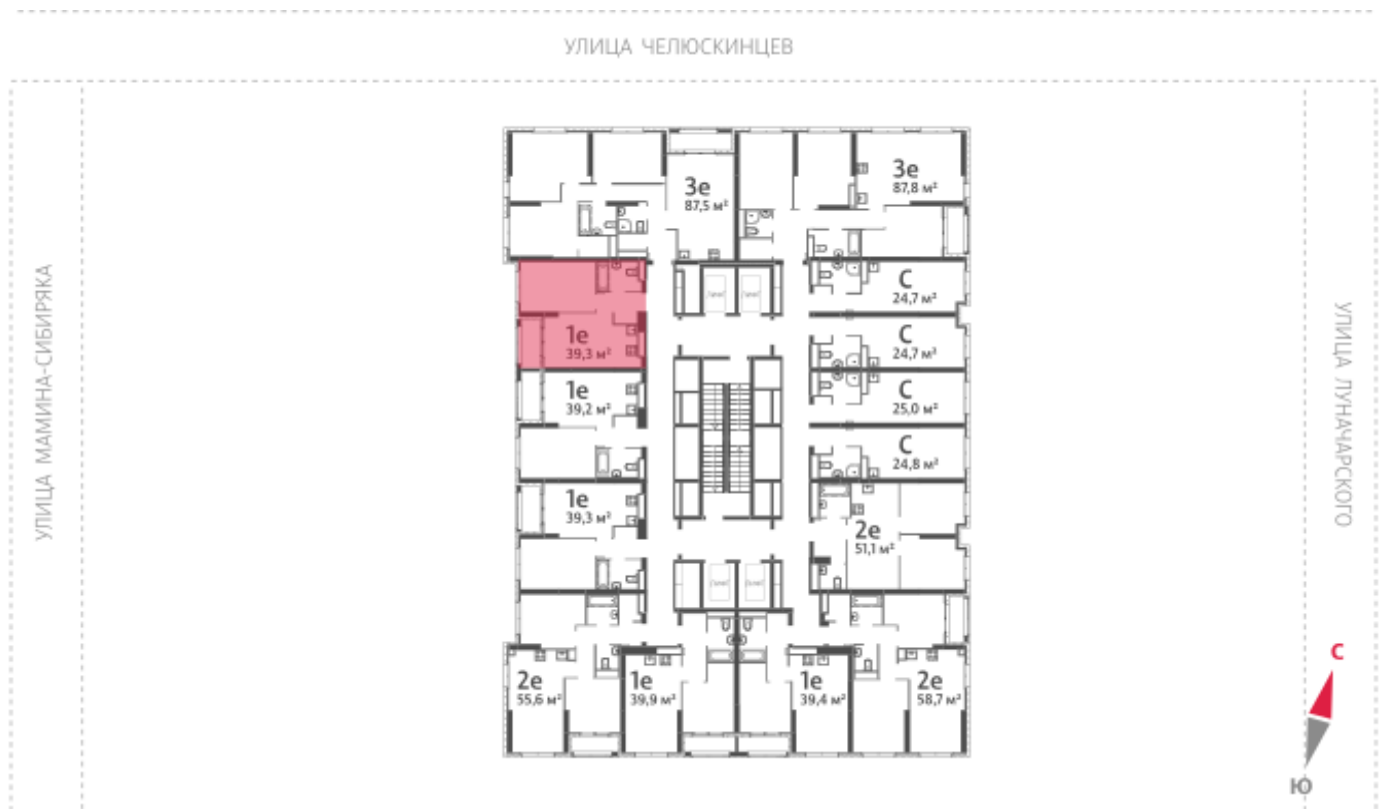 УЛИЦА ЧЕЛЮСКИНЦЕВ
УЛИЦА МАМИНА-СИБИРЯКА
УЛИЦА ЛУНАЧАРСКОГО
3е
87,5 м²
3е
87,8 м²
С
24,7 м²
1е
39,3 м²
С
24,7 м²
1е
39,2 м²
С
25,0 м²
С
24,8 м²
1е
39,3 м²
2е
51,1 м²
2е
55,6 м²
1е
39,9 м²
1е
39,4 м²
2е
58,7 м²
С
Ю